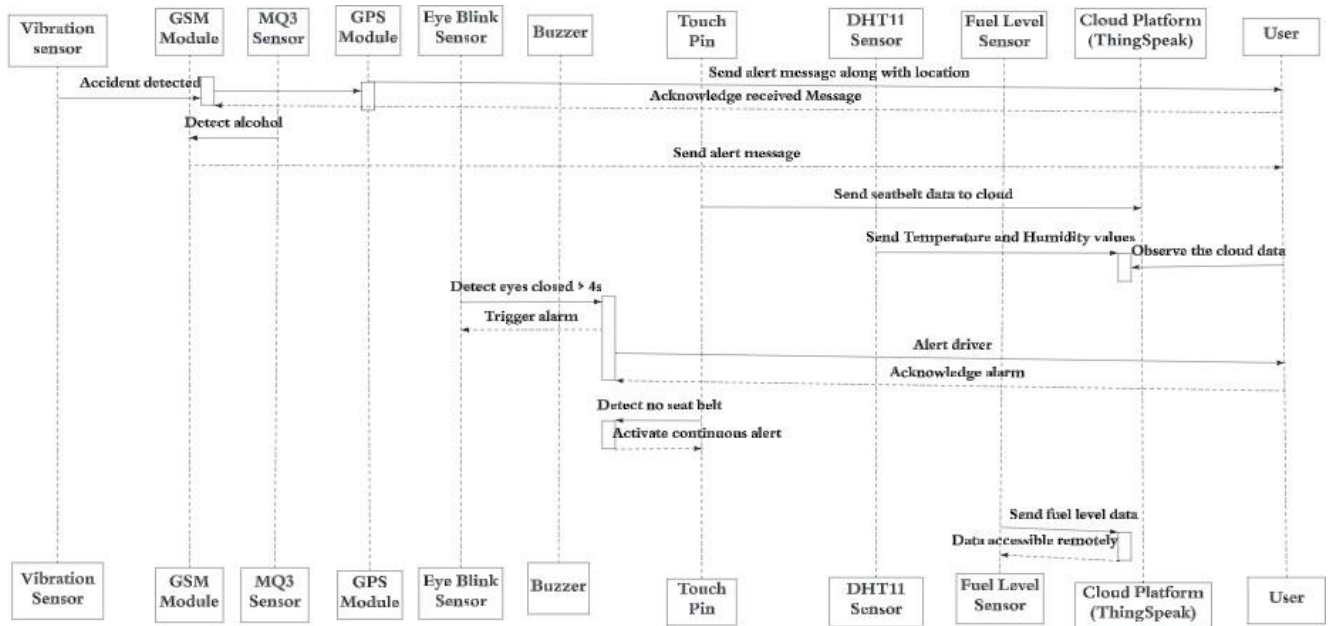 Vibration
sensor
GSM
Module
MQ3
Sensor
GPS
Module
Eye Blink
Sensor
Buzzer
Touch
Pin
DHT11
Sensor
Fuel Level
Sensor
Cloud Platform
(ThingSpeak)
User
Accident detected
Send alert message along with location
Acknowledge received Message
Detect alcohol
Send alert message
Send seatbelt data to cloud
Send Temperature and Humidity values
Observe the cloud data
Detect eyes closed > 4s
Trigger alarm
Alert driver
Acknowledge alarm
Detect no seat belt
Activate continuous alert
Send fuel level data
Data accessible remotely
Vibration
Sensor
GSM
Module
MQ3
Sensor
GPS
Module
Eye Blink
Sensor
Buzzer
Touch
Pin
DHT11
Sensor
Fuel Level
Sensor
Cloud Platform
(ThingSpeak)
User